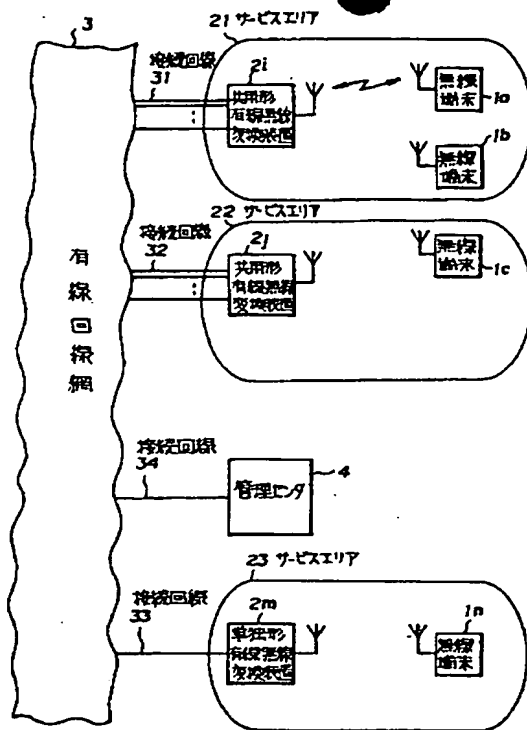 3
接続回線
31
21 サービスエリア
2i
共用形
有線無線
変換装置
無線
端末
1a
無線
端末
1b
接続回線
32
22 サービスエリア
2j
共用形
有線無線
変換装置
無線
端末
1c
有線回線網
接続回線
34
管理センタ
4
接続回線
33
23 サービスエリア
2m
単独形
有線無線
変換装置
無線
端末
1n